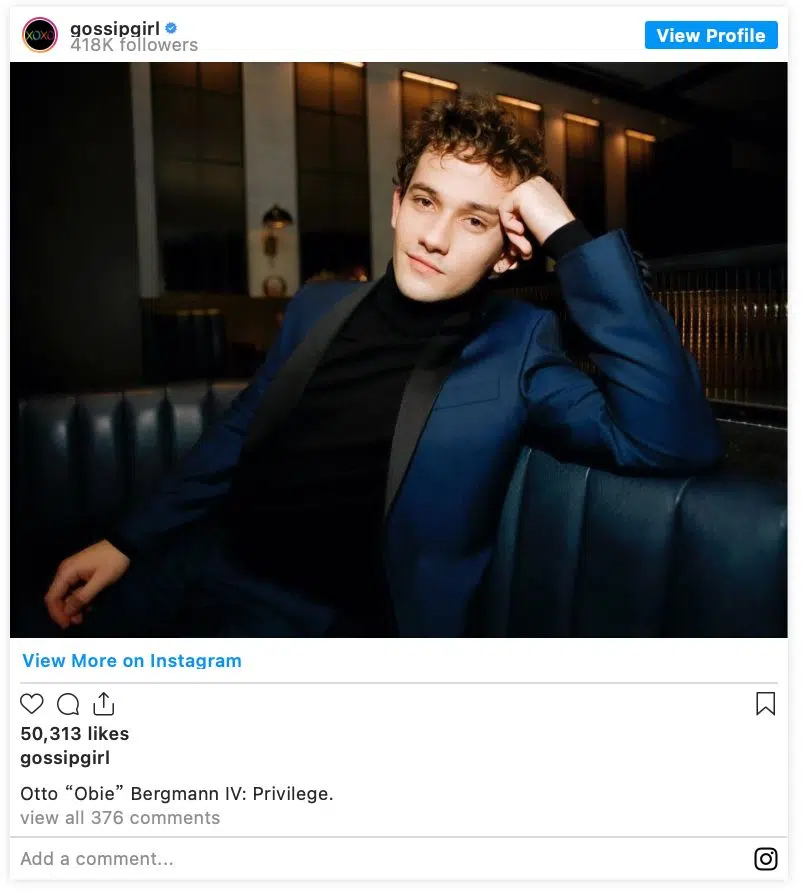 XOXO
gossipgirl
418K followers
View Profile
View More on Instagram
50,313 likes
gossipgirl
Otto “Obie” Bergmann IV: Privilege.
view all 376 comments
Add a comment...